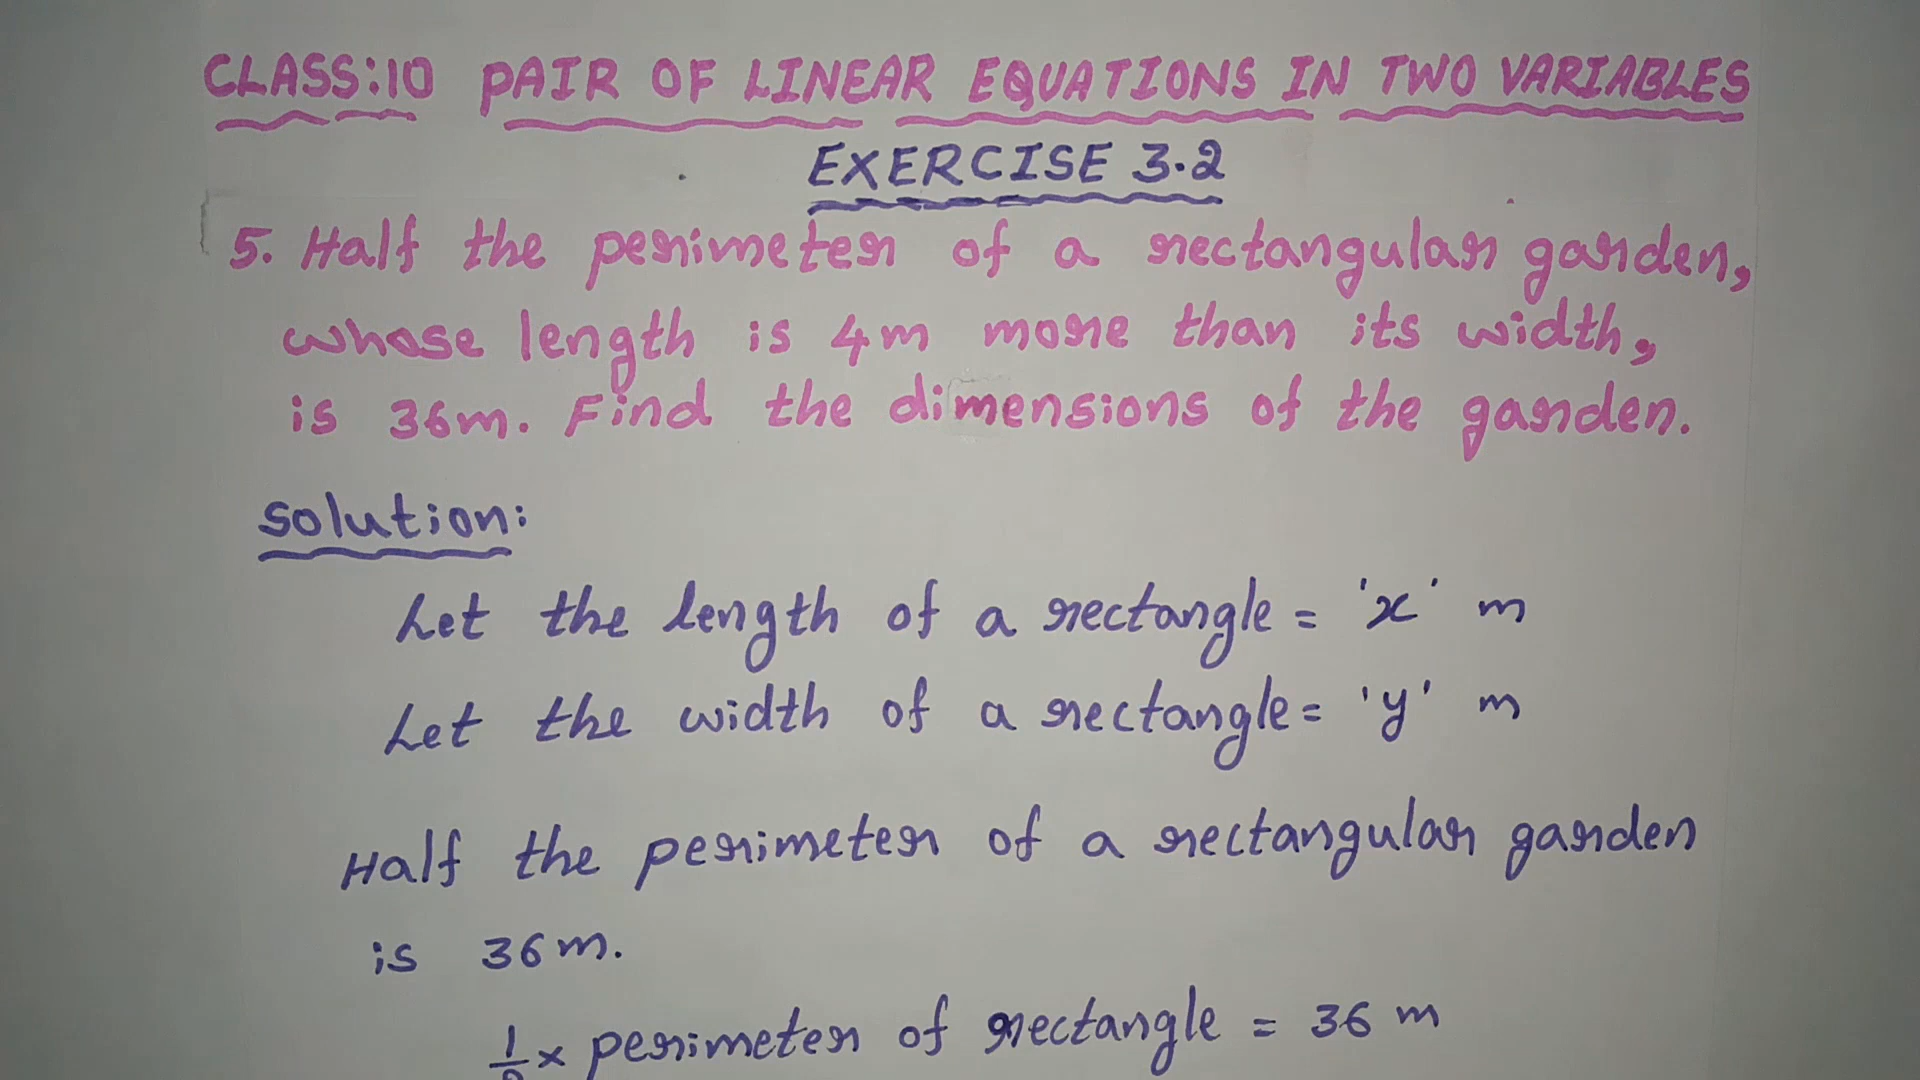 CLASS:10 PAIR OF LINEAR EQUATIONS IN TWO VARIABLES
EXERCISE 3.2
5. Half the perimeter of a rectangular garden,
whose length is 4m more than its width,
is 36m. Find the dimensions of the garden.
Solution:
Let the length of a rectangle = 'x' m
Let the width of a rectangle = 'y' m
Half the perimeter of a rectangular garden
is 36m.
1/2 × perimeter of rectangle = 36 m